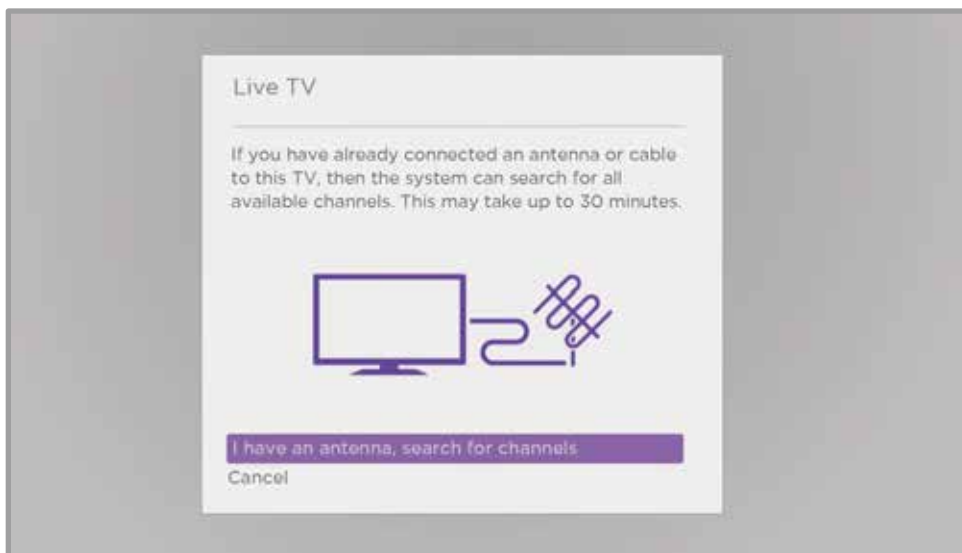 Live TV
If you have already connected an antenna or cable
to this TV, then the system can search for all
available channels. This may take up to 30 minutes.
I have an antenna, search for channels
Cancel